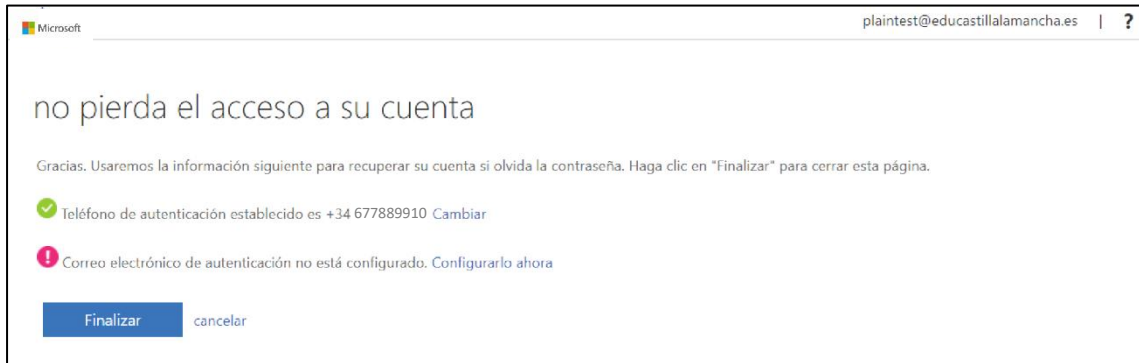 Microsoft
plaintest@educastillalamancha.es | ?
no pierda el acceso a su cuenta
Gracias. Usaremos la información siguiente para recuperar su cuenta si olvida la contraseña. Haga clic en "Finalizar" para cerrar esta página.
Teléfono de autenticación establecido es +34 677889910 Cambiar
! Correo electrónico de autenticación no está configurado. Configurarlo ahora
Finalizar cancelar